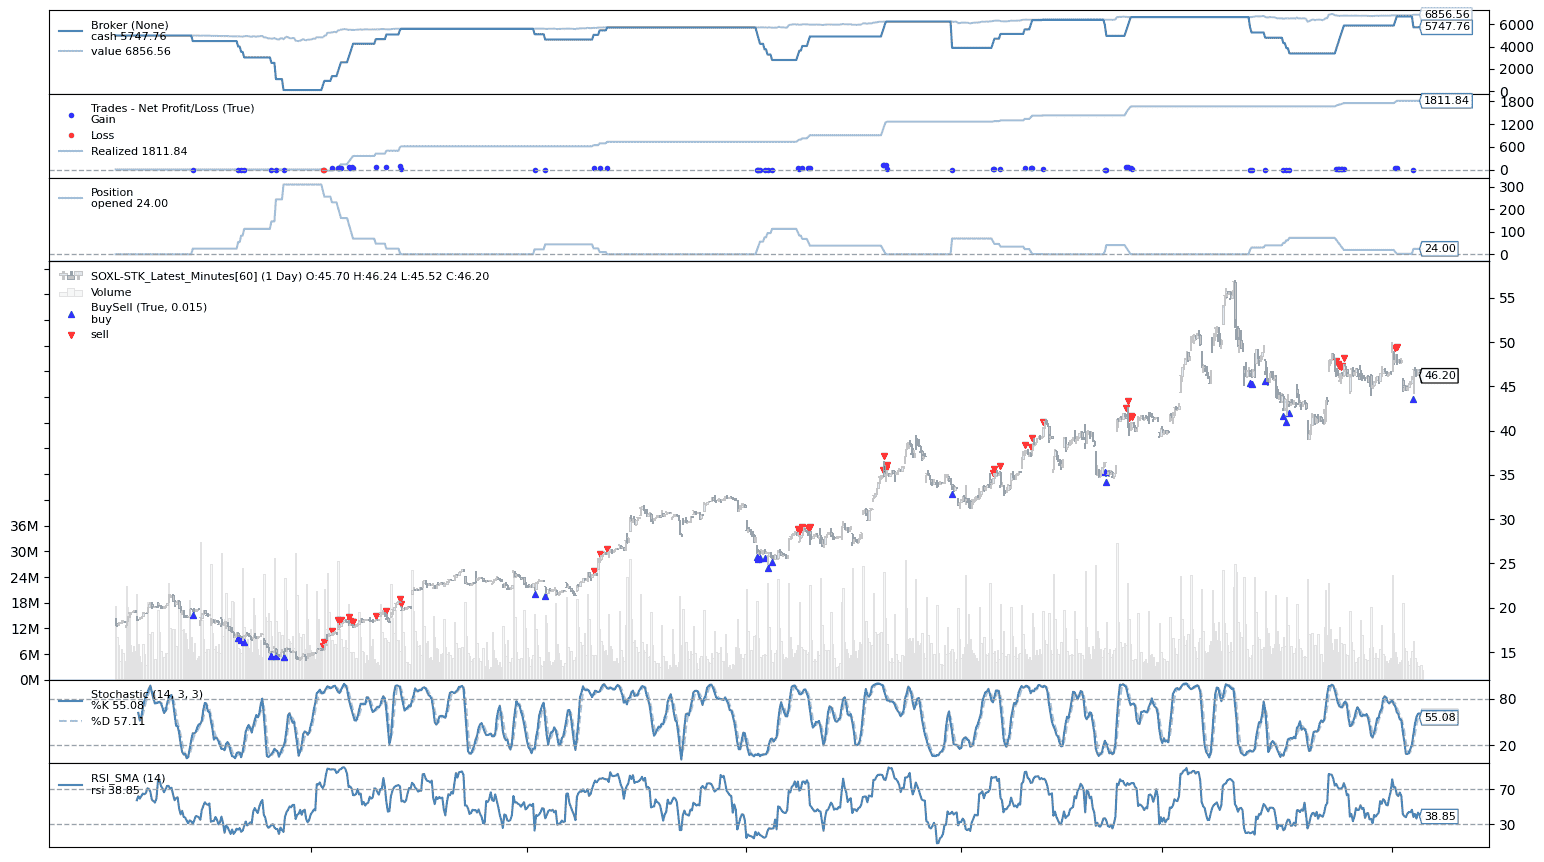 Broker (None)
cash 5747.76
value 6856.56
6856.56
5747.76
6000
4000
2000
0
Trades - Net Profit/Loss (True)
Gain
Loss
Realized 1811.84
1811.84
1800
1200
600
0
Position
opened 24.00
300
200
100
24.00
0
SOXL-STK_Latest_Minutes[60] (1 Day) O:45.70 H:46.24 L:45.52 C:46.20
Volume
BuySell (True, 0.015)
buy
sell
55
50
46.20
45
40
35
30
25
20
15
36M
30M
24M
18M
12M
6M
0M
Stochastic (14, 3, 3)
%K 55.08
%D 57.11
80
55.08
20
RSI_SMA (14)
rsi 38.85
70
38.85
30